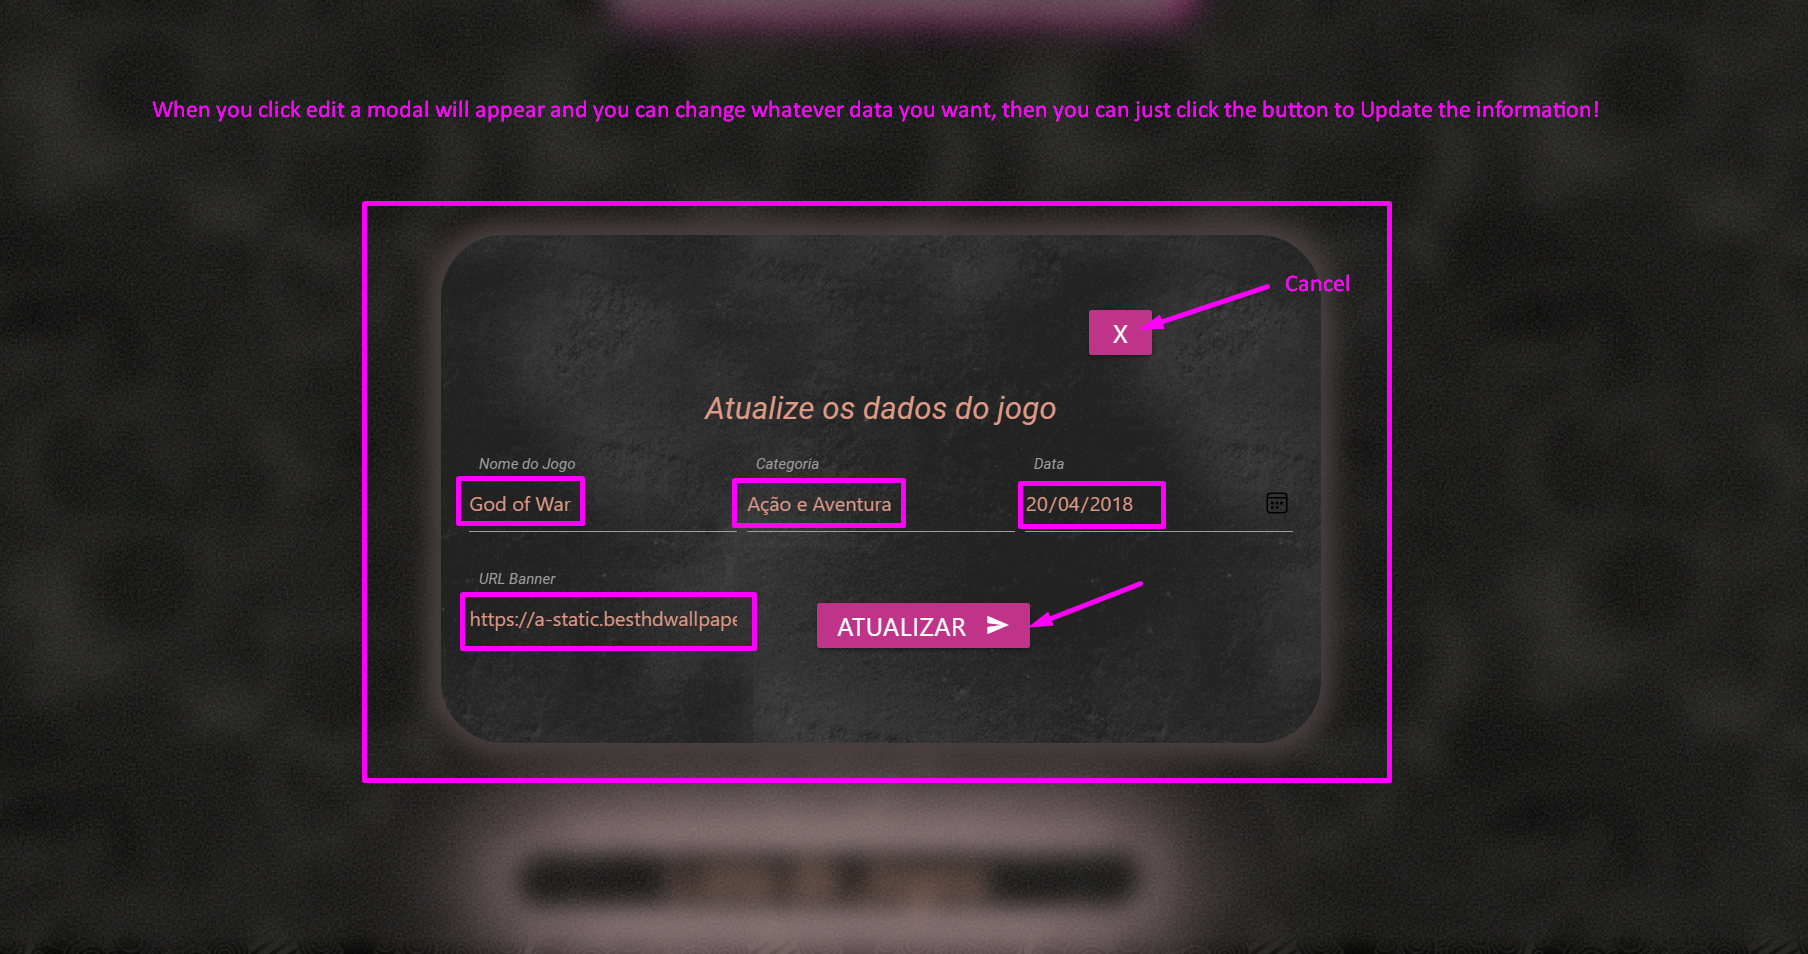 When you click edit a modal will appear and you can change whatever data you want, then you can just click the button to Update the information!
Cancel
X
Atualize os dados do jogo
Nome do Jogo
Categoria
Data
God of War
Ação e Aventura
20/04/2018
URL Banner
https://a-static.besthdwallpape
ATUALIZAR